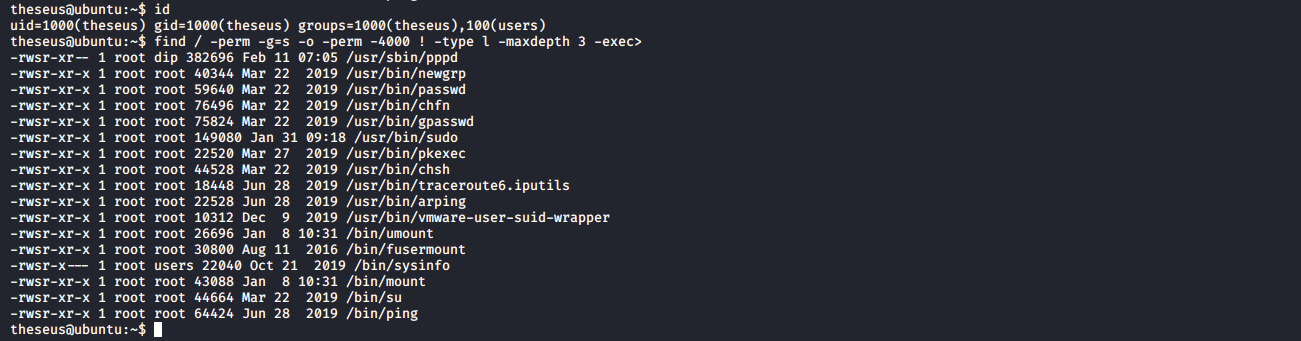 theseus@ubuntu:~$ id
uid=1000(theseus) gid=1000(theseus) groups=1000(theseus),100(users)
theseus@ubuntu:~$ find / -perm -g=s -o -perm -4000 ! -type l -maxdepth 3 -exec>
-rwsr-xr-- 1 root dip 382696 Feb 11 07:05 /usr/sbin/pppd
-rwsr-xr-x 1 root root 40344 Mar 22  2019 /usr/bin/newgrp
-rwsr-xr-x 1 root root 59640 Mar 22  2019 /usr/bin/passwd
-rwsr-xr-x 1 root root 76496 Mar 22  2019 /usr/bin/chfn
-rwsr-xr-x 1 root root 75824 Mar 22  2019 /usr/bin/gpasswd
-rwsr-xr-x 1 root root 149080 Jan 31 09:18 /usr/bin/sudo
-rwsr-xr-x 1 root root 22520 Mar 27  2019 /usr/bin/pkexec
-rwsr-xr-x 1 root root 44528 Mar 22  2019 /usr/bin/chsh
-rwsr-xr-x 1 root root 18448 Jun 28  2019 /usr/bin/traceroute6.iputils
-rwsr-xr-x 1 root root 22528 Jun 28  2019 /usr/bin/arping
-rwsr-xr-x 1 root root 10312 Dec  9  2019 /usr/bin/vmware-user-suid-wrapper
-rwsr-xr-x 1 root root 26696 Jan  8 10:31 /bin/umount
-rwsr-xr-x 1 root root 30800 Aug 11  2016 /bin/fusermount
-rwsr-x--- 1 root users 22040 Oct 21  2019 /bin/sysinfo
-rwsr-xr-x 1 root root 43088 Jan  8 10:31 /bin/mount
-rwsr-xr-x 1 root root 44664 Mar 22  2019 /bin/su
-rwsr-xr-x 1 root root 64424 Jun 28  2019 /bin/ping
theseus@ubuntu:~$